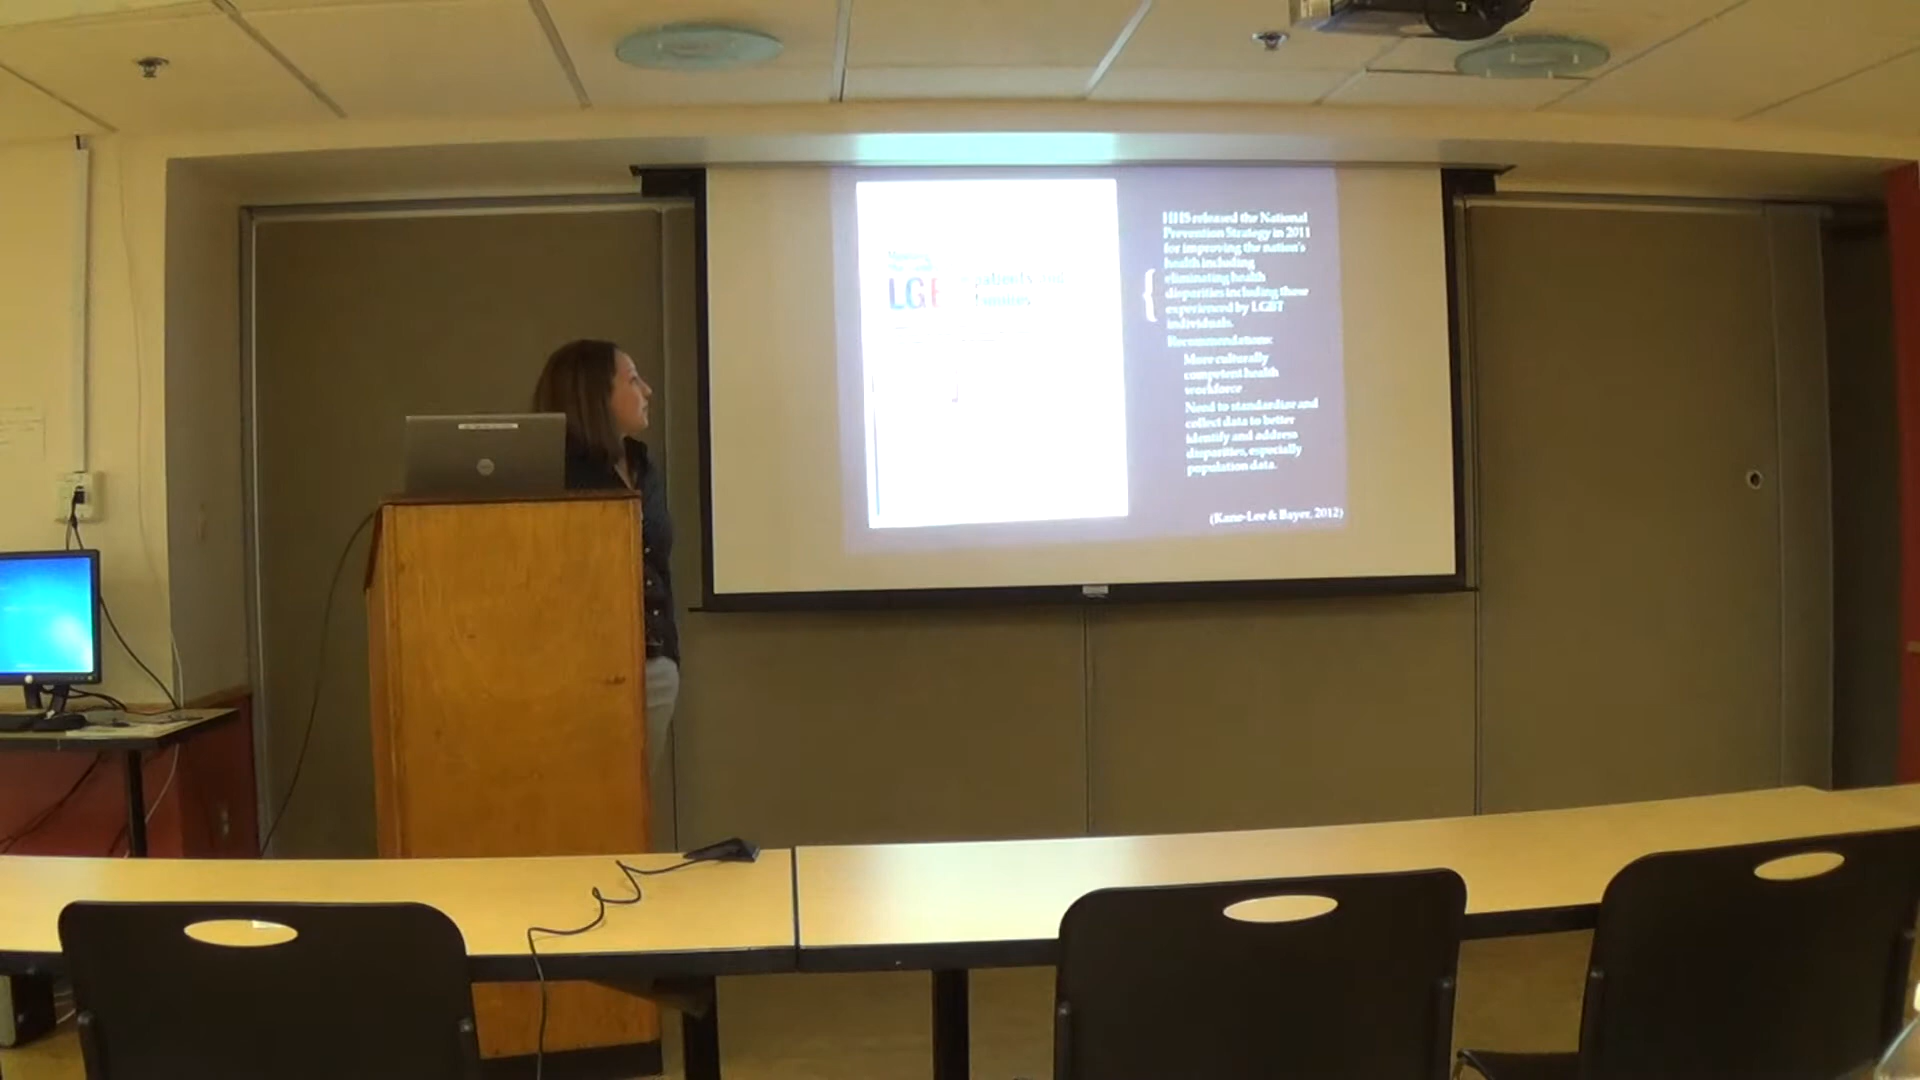 LGB
HHS released the National
Prevention Strategy in 2011
for improving the nation's
health including
eliminating health
disparities including those
experienced by LGBT
individuals.
Recommendations:
More culturally
competent health
workforce
Need to standardize and
collect data to better
identify and address
disparities, especially
population data.
(Kano-Lee & Bayer, 2012)